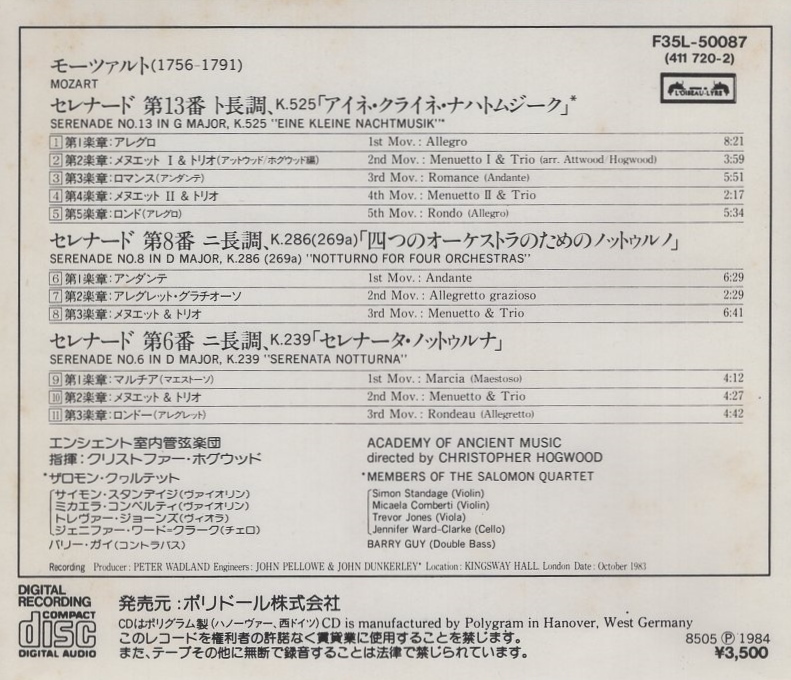 F35L-50087
(411 720-2)
L'OISEAU-LYRE
モーツァルト(1756-1791)
MOZART
セレナード 第13番 ト長調、K.525「アイネ・クライネ・ナハトムジーク」*
SERENADE NO.13 IN G MAJOR, K.525 "EINE KLEINE NACHTMUSIK"*
1 第1楽章:アレグロ 1st Mov.: Allegro 8:21
2 第2楽章:メヌエット I & トリオ(アットウッド/ホグウッド編) 2nd Mov.: Menuetto I & Trio (arr. Attwood/Hogwood) 3:59
3 第3楽章:ロマンス(アンダンテ) 3rd Mov.: Romance (Andante) 5:51
4 第4楽章:メヌエット II & トリオ 4th Mov.: Menuetto II & Trio 2:17
5 第5楽章:ロンド(アレグロ) 5th Mov.: Rondo (Allegro) 5:34
セレナード 第8番 ニ長調、K.286(269a)「四つのオーケストラのためのノットゥルノ」
SERENADE NO.8 IN D MAJOR, K.286 (269a) "NOTTURNO FOR FOUR ORCHESTRAS"
6 第1楽章:アンダンテ 1st Mov.: Andante 6:29
7 第2楽章:アレグレット・グラチオーソ 2nd Mov.: Allegretto grazioso 2:29
8 第3楽章:メヌエット & トリオ 3rd Mov.: Menuetto & Trio 6:41
セレナード 第6番 ニ長調、K.239「セレナータ・ノットゥルナ」
SERENADE NO.6 IN D MAJOR, K.239 "SERENATA NOTTURNA"
9 第1楽章:マルチア(マエストーソ) 1st Mov.: Marcia (Maestoso) 4:12
10 第2楽章:メヌエット & トリオ 2nd Mov.: Menuetto & Trio 4:27
11 第3楽章:ロンドー(アレグレット) 3rd Mov.: Rondeau (Allegretto) 4:42
エンシェント室内管弦楽団 ACADEMY OF ANCIENT MUSIC
指揮:クリストファー・ホグウッド directed by CHRISTOPHER HOGWOOD
*ザロモン・クヮルテット *MEMBERS OF THE SALOMON QUARTET
サイモン・スタンデイジ(ヴァイオリン) Simon Standage (Violin)
ミカエラ・コンベルティ(ヴァイオリン) Micaela Comberti (Violin)
トレヴァー・ジョーンズ(ヴィオラ) Trevor Jones (Viola)
ジェニファー・ワード=クラーク(チェロ) Jennifer Ward-Clarke (Cello)
バリー・ガイ(コントラバス) BARRY GUY (Double Bass)
Recording Producer: PETER WADLAND Engineers: JOHN PELLOWE & JOHN DUNKERLEY* Location: KINGSWAY HALL. London Date: October 1983
DIGITAL
RECORDING
COMPACT
disc
DIGITAL AUDIO
発売元:ポリドール株式会社
CDはポリグラム製(ハノーヴァー、西ドイツ)CD is manufactured by Polygram in Hanover, West Germany
このレコードを権利者の許諾なく賃貸業に使用することを禁じます。 8505 Ⓟ 1984
また、テープその他に無断で録音することは法律で禁じられています。 ¥3,500